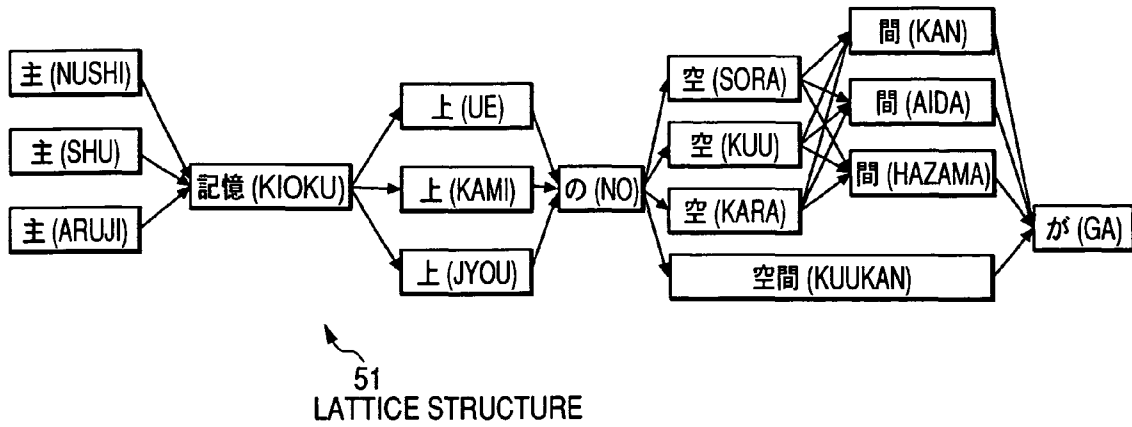 主 (NUSHI)
主 (SHU)
主 (ARUJI)
記憶 (KIOKU)
上 (UE)
上 (KAMI)
上 (JYOU)
の (NO)
空 (SORA)
空 (KUU)
空 (KARA)
空間 (KUUKAN)
間 (KAN)
間 (AIDA)
間 (HAZAMA)
が (GA)
51
LATTICE STRUCTURE